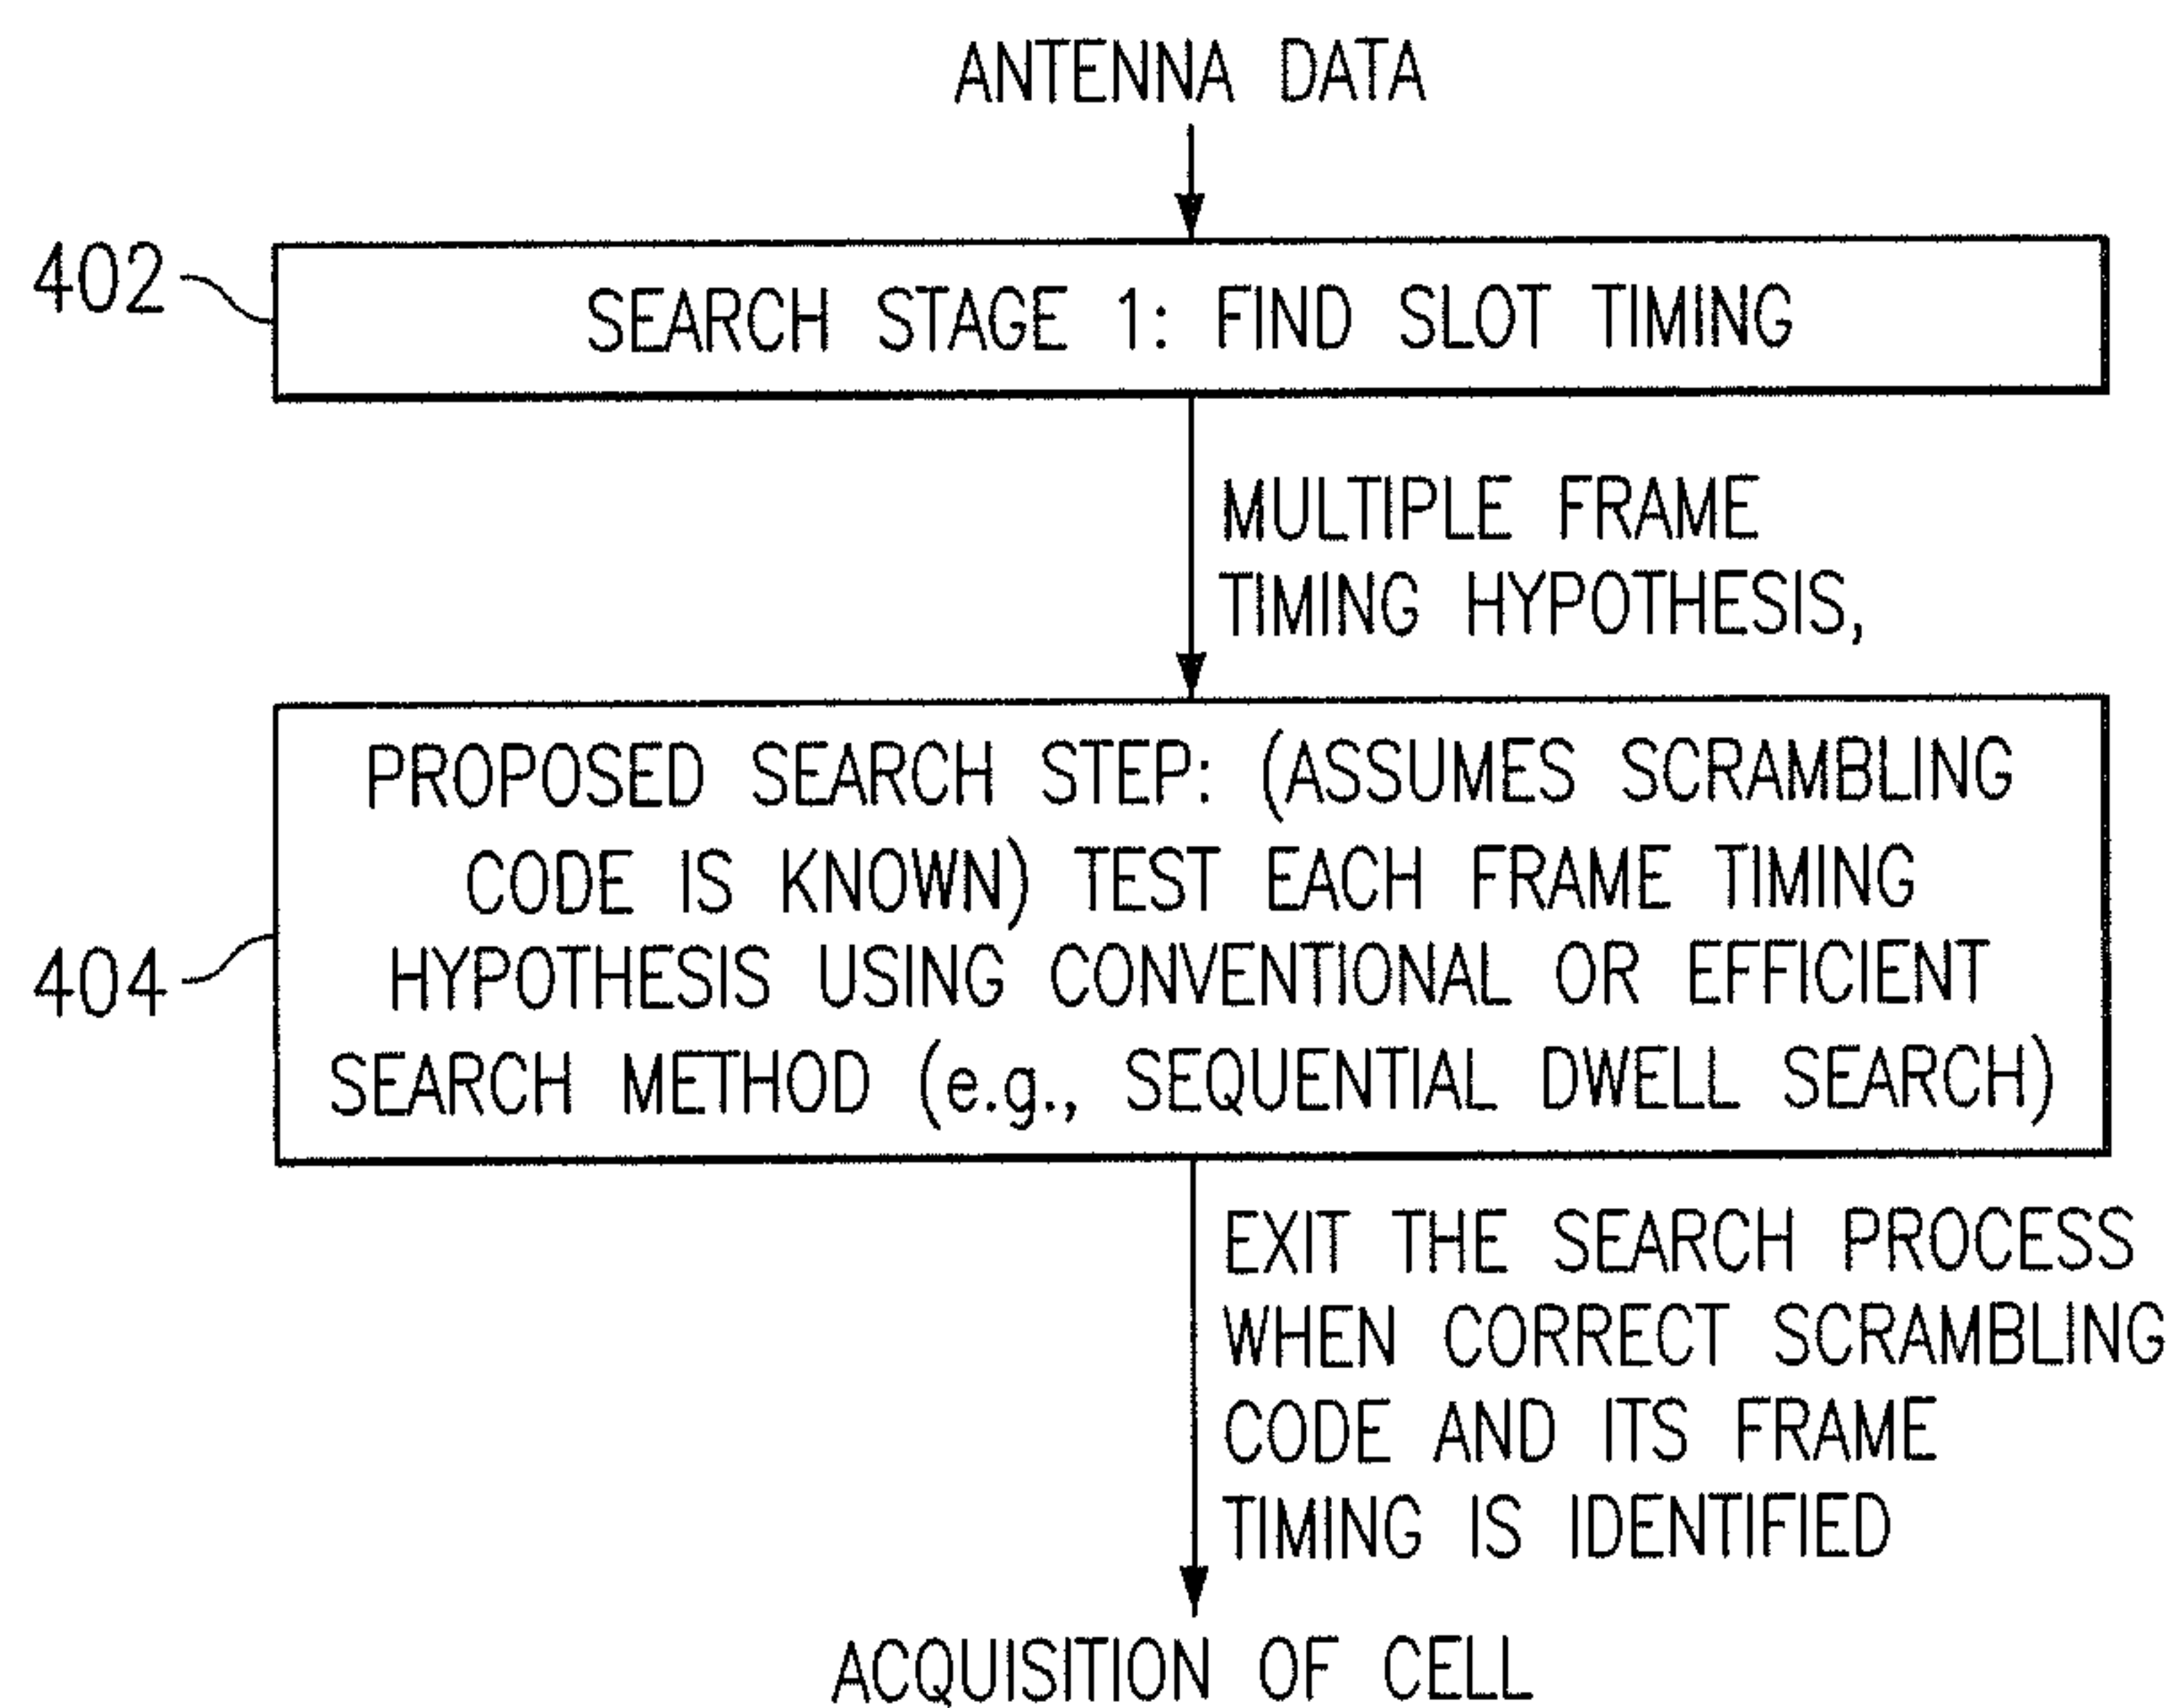 ANTENNA DATA
402
SEARCH STAGE 1: FIND SLOT TIMING
MULTIPLE FRAME
TIMING HYPOTHESIS,
PROPOSED SEARCH STEP: (ASSUMES SCRAMBLING
CODE IS KNOWN) TEST EACH FRAME TIMING
404
HYPOTHESIS USING CONVENTIONAL OR EFFICIENT
SEARCH METHOD (e.g., SEQUENTIAL DWELL SEARCH)
EXIT THE SEARCH PROCESS
WHEN CORRECT SCRAMBLING
CODE AND ITS FRAME
TIMING IS IDENTIFIED
ACQUISITION OF CELL